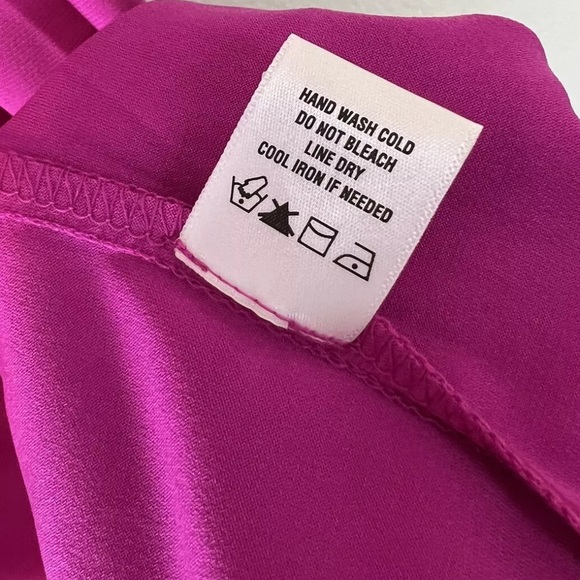 HAND WASH COLD
DO NOT BLEACH
LINE DRY
COOL IRON IF NEEDED